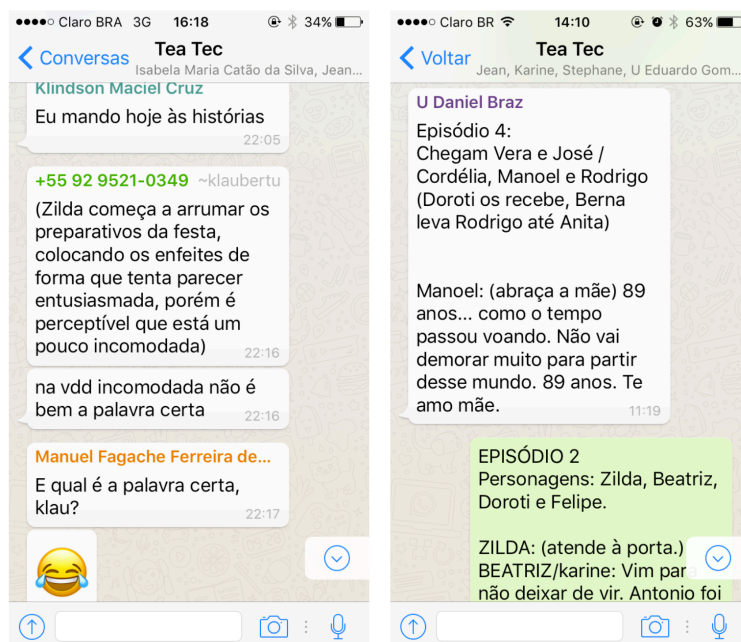 Claro BRA 3G 16:18 34%
Conversas
Tea Tec
Isabela Maria Catão da Silva, Jean...
Klindson Maciel Cruz
Eu mando hoje às histórias
22:05
+55 92 9521-0349 ~klaubertu
(Zilda começa a arrumar os
preparativos da festa,
colocando os enfeites de
forma que tenta parecer
entusiasmada, porém é
perceptível que está um
pouco incomodada)
22:16
na vdd incomodada não é
bem a palavra certa
22:16
Manuel Fagache Ferreira de...
E qual é a palavra certa,
klau?
22:17
Claro BR 14:10 63%
Voltar
Tea Tec
Jean, Karine, Stephane, U Eduardo Gom...
U Daniel Braz
Episódio 4:
Chegam Vera e José /
Cordélia, Manoel e Rodrigo
(Doroti os recebe, Berna
leva Rodrigo até Anita)
Manoel: (abraça a mãe) 89
anos... como o tempo
passou voando. Não vai
demorar muito para partir
desse mundo. 89 anos. Te
amo mãe.
11:19
EPISÓDIO 2
Personagens: Zilda, Beatriz,
Doroti e Felipe.
ZILDA: (atende à porta.)
BEATRIZ/karine: Vim par
não deixar de vir. Antonio foi